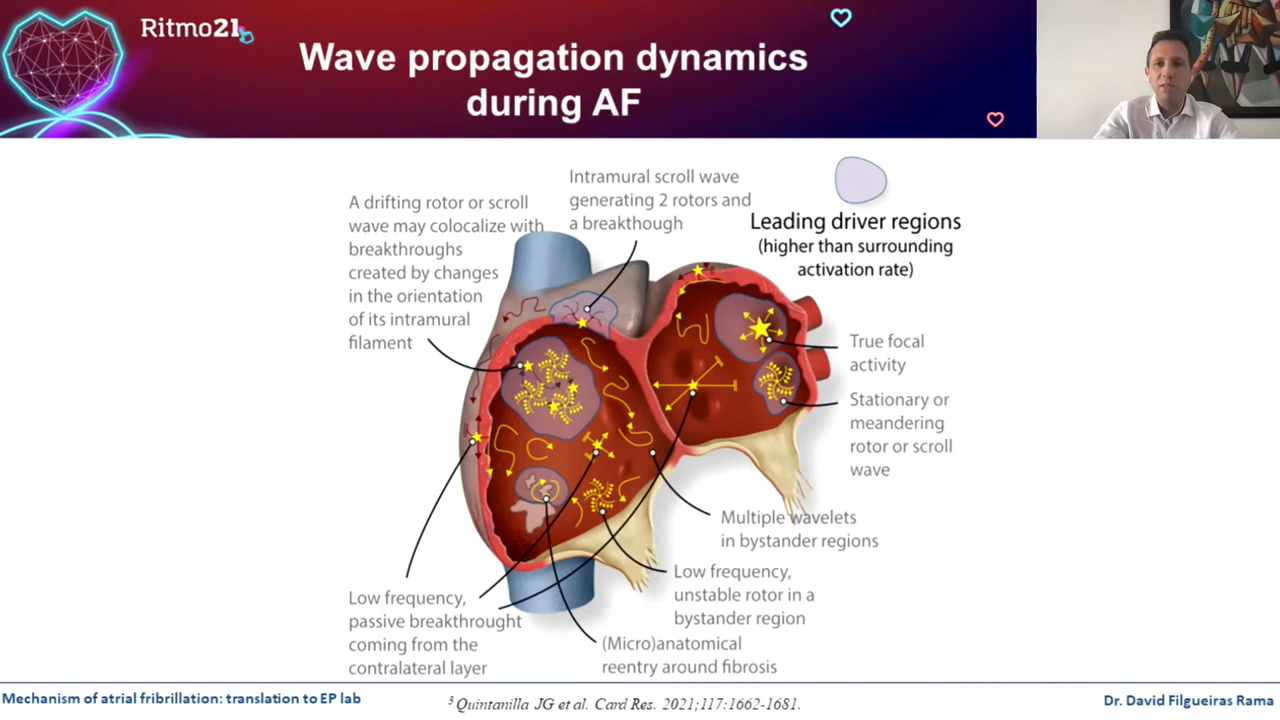 Ritmo21
Wave propagation dynamics
during AF
A drifting rotor or scroll
wave may colocalize with
breakthroughs
created by changes
in the orientation
of its intramural
filament
Intramural scroll wave
generating 2 rotors and
a breakthough
Leading driver regions
(higher than surrounding
activation rate)
True focal
activity
Stationary or
meandering
rotor or scroll
wave
Multiple wavelets
in bystander regions
Low frequency,
unstable rotor in a
bystander region
(Micro)anatomical
reentry around fibrosis
Low frequency,
passive breakthrought
coming from the
contralateral layer
Mechanism of atrial fribrillation: translation to EP lab
3 Quintanilla JG et al. Card Res. 2021;117:1662-1681.
Dr. David Filgueiras Rama